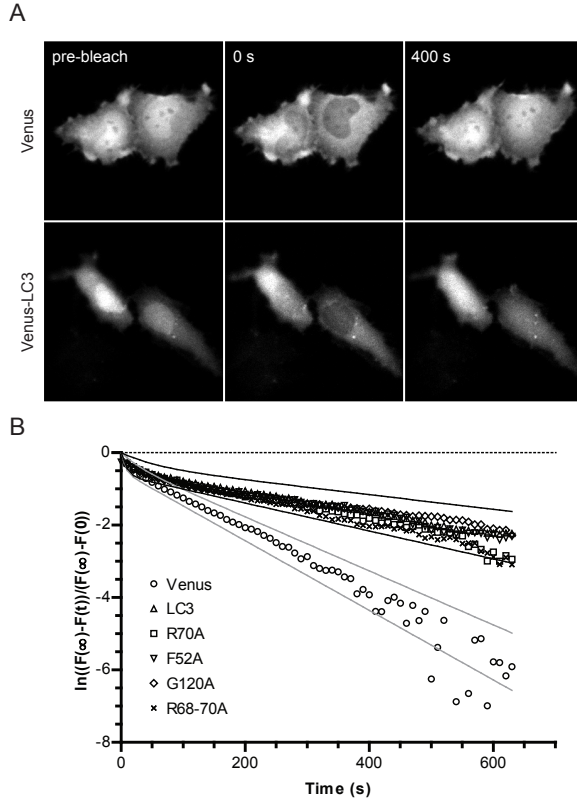 A
pre-bleach
0 s
400 s
Venus
Venus-LC3
B
ln((F(∞)-F(t))/(F(∞)-F(0))
0
-2
-4
-6
-8
Venus
LC3
R70A
F52A
G120A
R68-70A
0
200
400
600
Time (s)